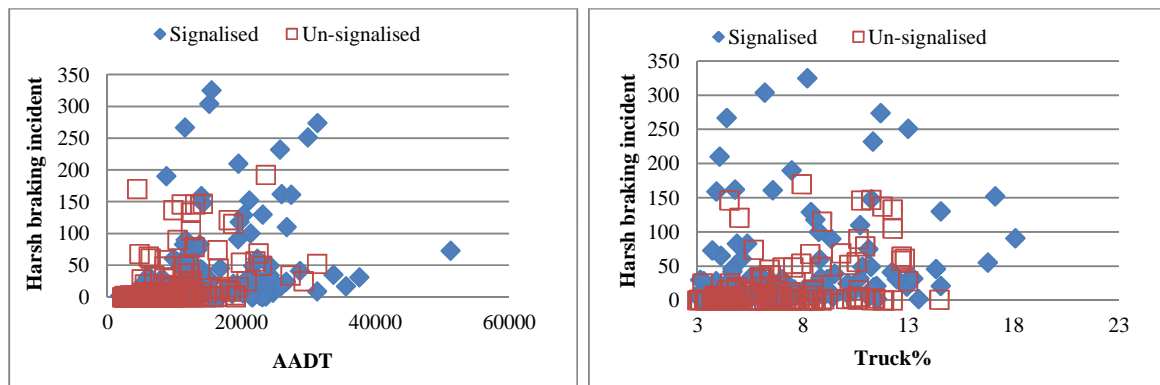 Signalised Un-signalised
350
300
250
200
150
100
50
0
Harsh braking incident
0 20000 40000 60000
AADT
Signalised Un-signalised
350
300
250
200
150
100
50
0
Harsh braking incident
3 8 13 18 23
Truck%